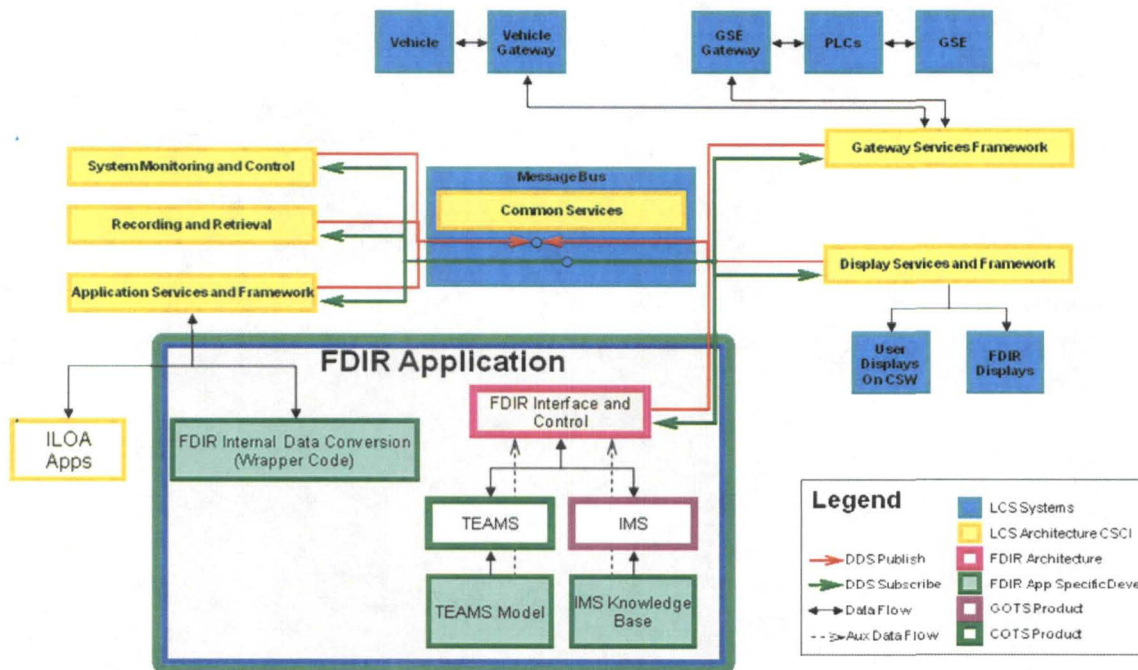 Vehicle
Vehicle
Gateway
GSE
Gateway
PLCs
GSE
System Monitoring and Control
Message Bus
Gateway Services Framework
Common Services
Recording and Retrieval
Display Services and Framework
Application Services and Framework
User
Displays
On CSW
FDIR
Displays
FDIR Application
FDIR Interface and
Control
ILOA
Apps
FDIR Internal Data Conversion
(Wrapper Code)
TEAMS
IMS
TEAMS Model
IMS Knowledge
Base
Legend
DDS Publish
DDS Subscribe
Data Flow
Aux Data Flow
LCS Systems
LCS Architecture CSCI
FDIR Architecture
FDIR App Specific Deve
GOTS Product
COTS Product